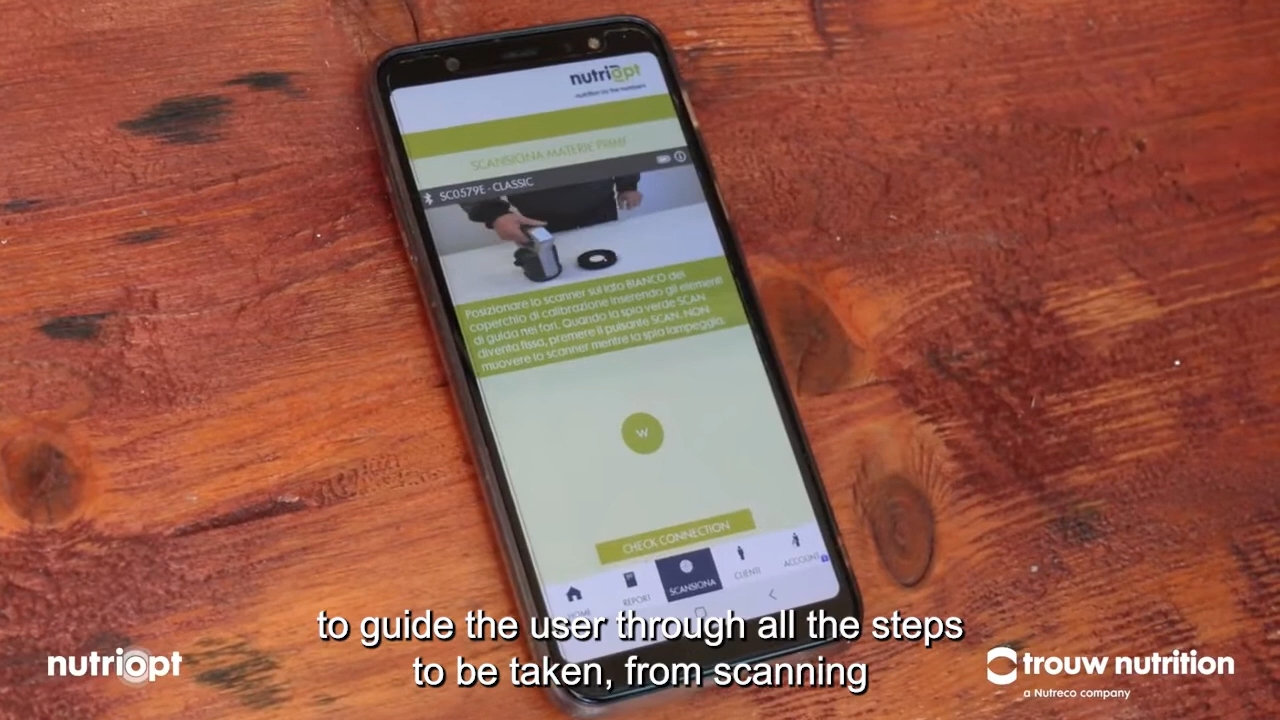 nutriopt
nutrition by the numbers
SCANSIONA MATERIE PRIME
SC0579E - CLASSIC
Posizionare lo scanner sul lato BIANCO del
coperchio di calibrazione inserendo gli elementi
di guida nei fori. Quando la spia verde SCAN
diventa fissa, premere il pulsante SCAN. NON
muovere lo scanner mentre la spia lampeggia.
W
CHECK CONNECTION
HOME
REPORT
SCANSIONA
CLIENTI
ACCOUNT
to guide the user through all the steps
to be taken, from scanning
nutriopt
trouw nutrition
a Nutreco company